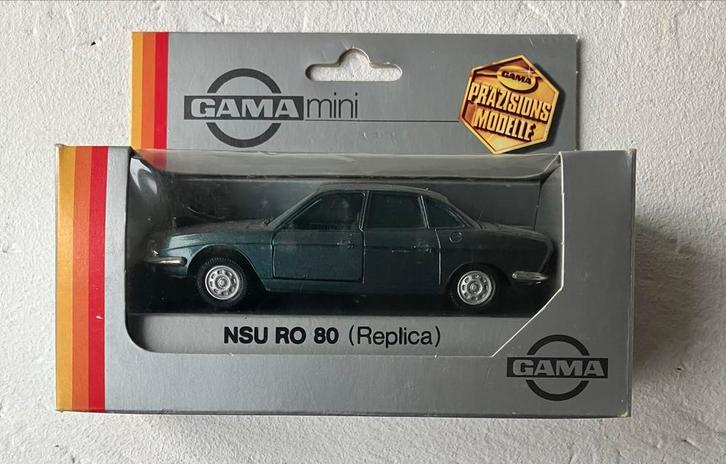 GAMA mini
GAMA
PRÄZISIONS
MODELLE
NSU RO 80 (Replica)
GAMA